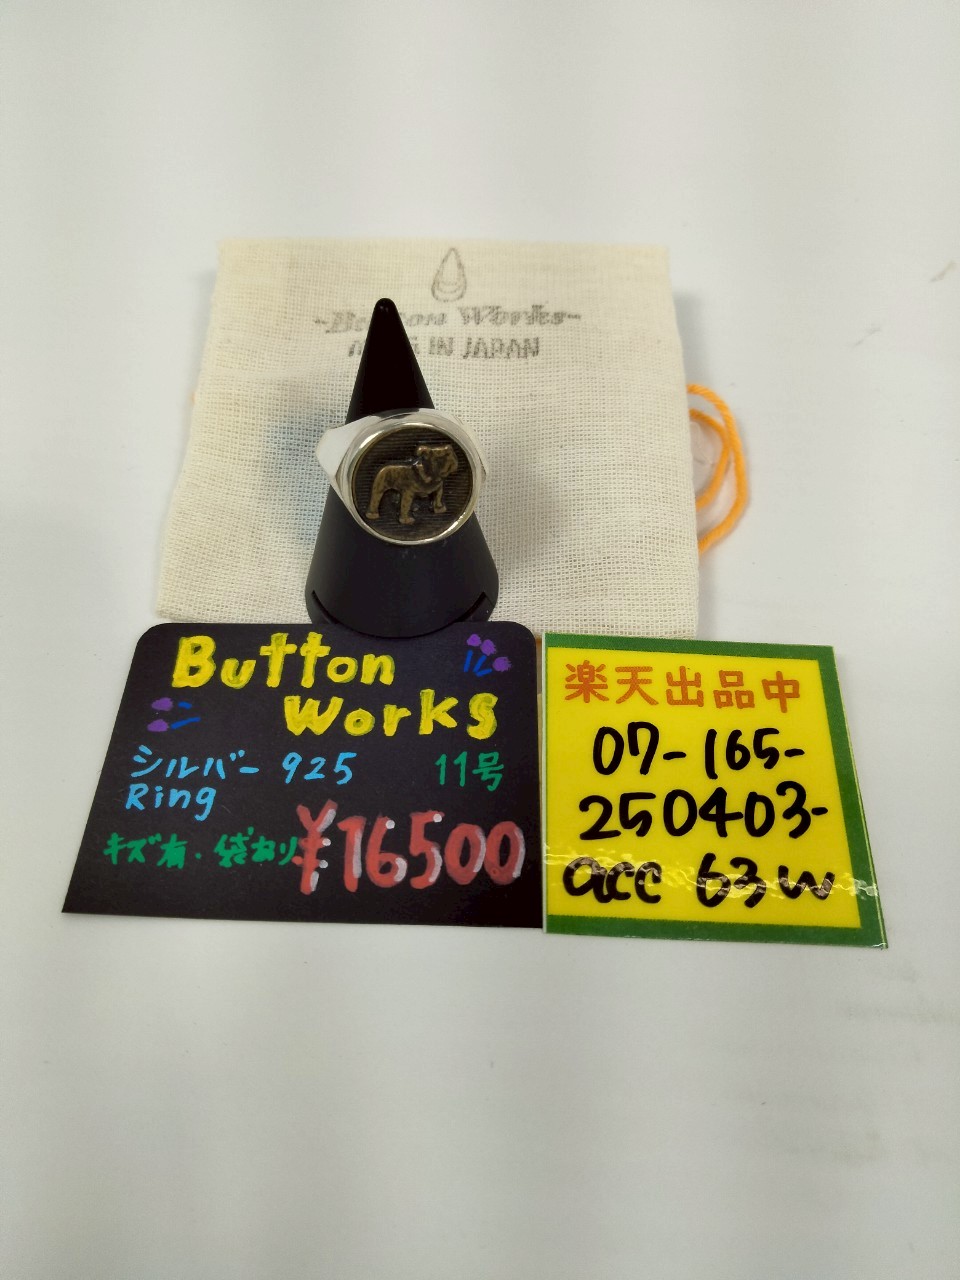 -Button Works-
MADE IN JAPAN
Button
Works
シルバー 925
11号
Ring
キズ有・袋あり
¥16500
楽天出品中
07-165-
250403-
acc 63w